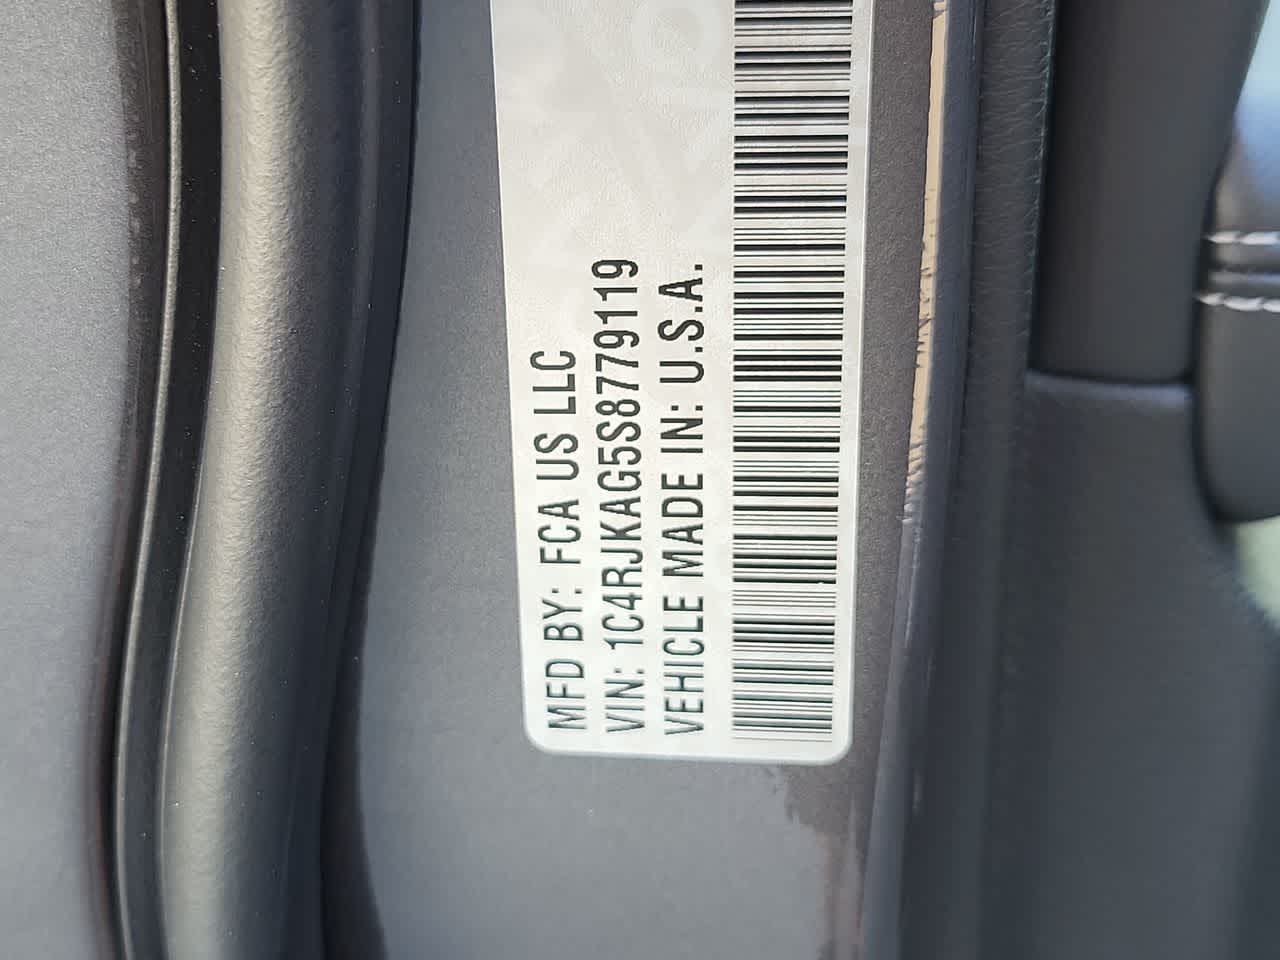 MFD BY: FCA US LLC
VIN: 1C4RJKAG5S8779119
VEHICLE MADE IN: U.S.A.